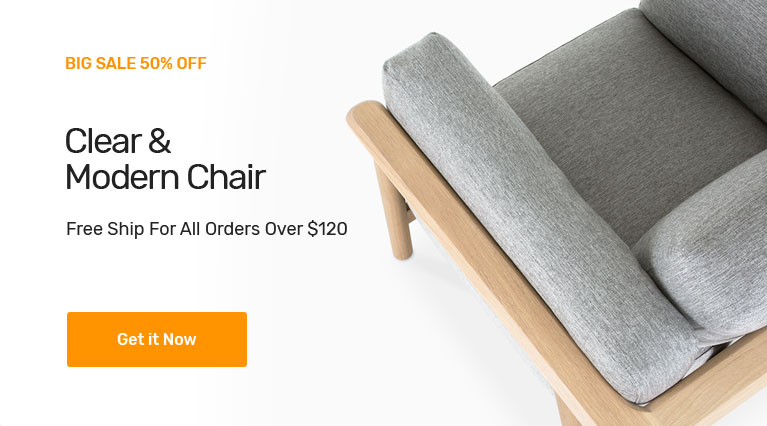 BIG SALE 50% OFF
Clear &
Modern Chair
Free Ship For All Orders Over $120
Get it Now